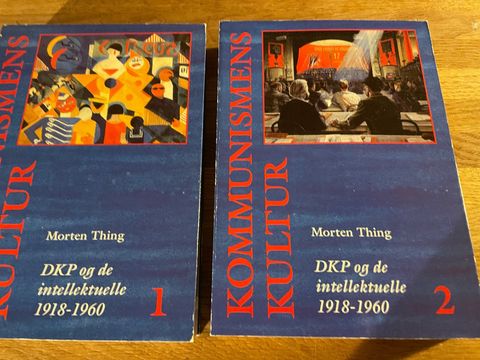 KULTUR
Morten Thing
DKP og de
intellektuelle
1918-1960
1
KOMMUNISMENS
KULTUR
Morten Thing
DKP og de
intellektuelle
1918-1960
2